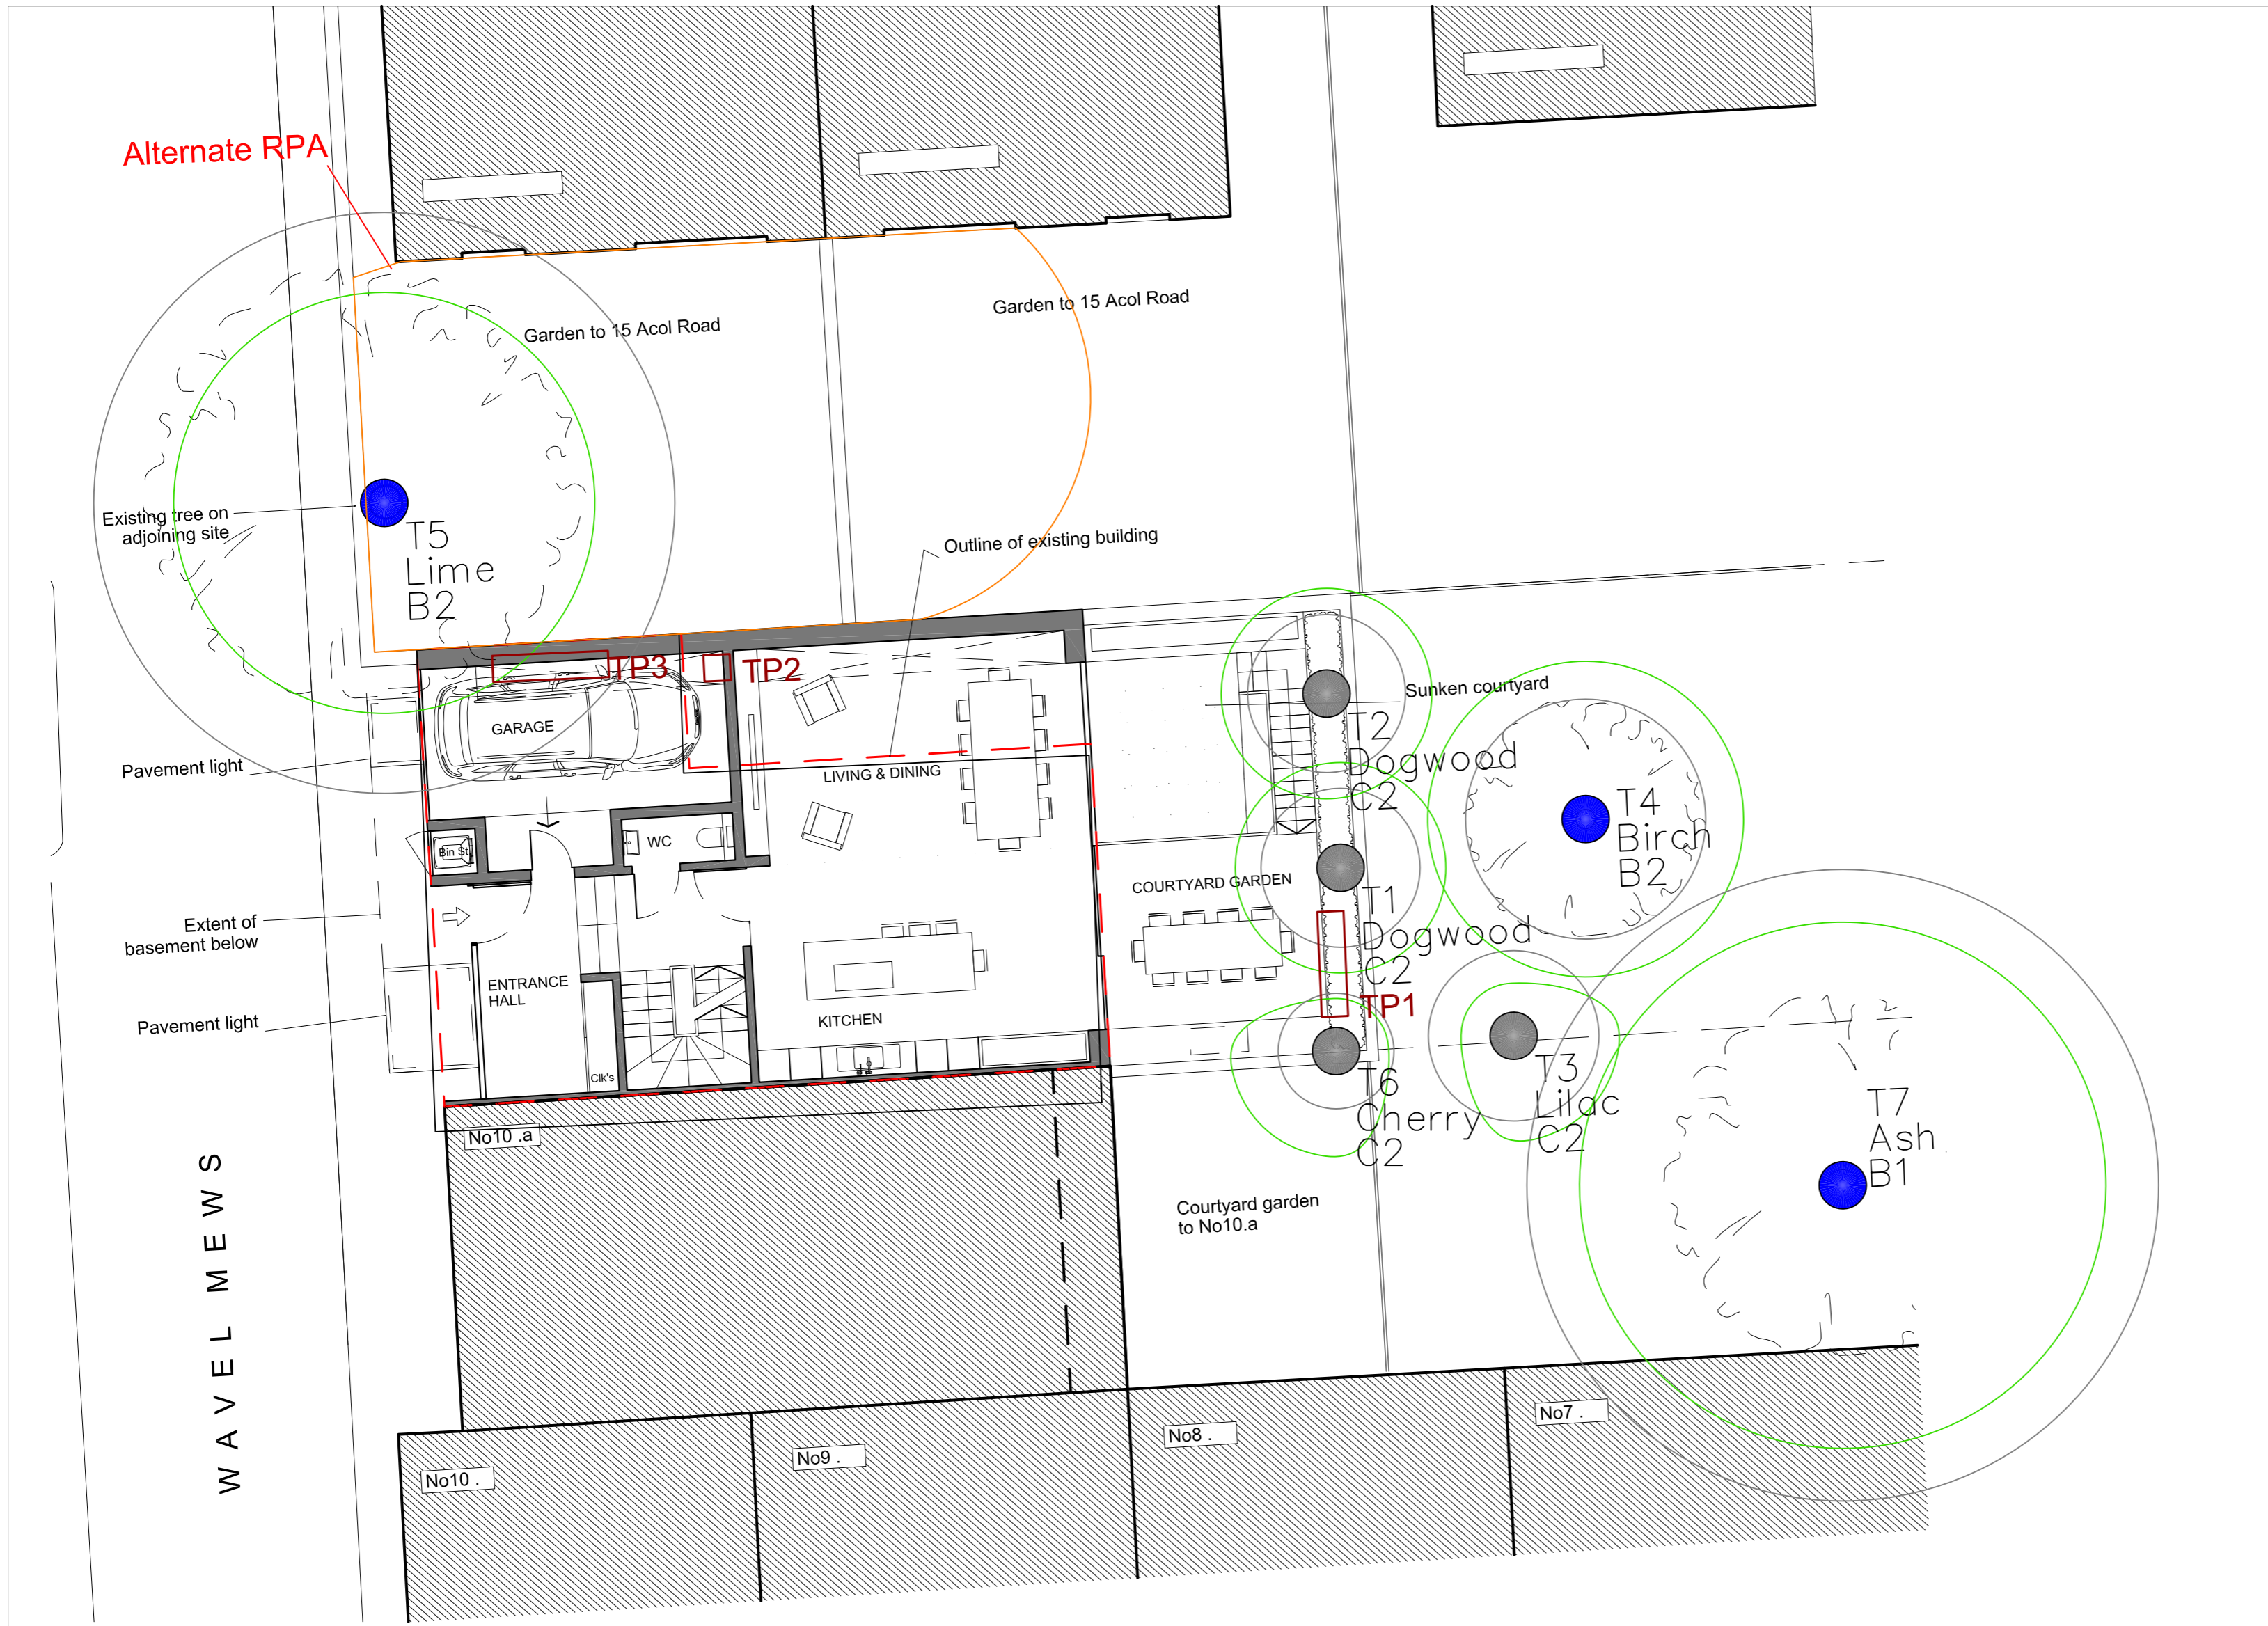 Alternate RPA
Garden to 15 Acol Road
Garden to 15 Acol Road
Existing tree on
adjoining site
T5
Lime
B2
Outline of existing building
TP3
TP2
Sunken courtyard
GARAGE
T2
Dogwood
C2
Pavement light
LIVING & DINING
T4
Birch
B2
WC
Bin St
COURTYARD GARDEN
T1
Dogwood
C2
Extent of
basement below
ENTRANCE
HALL
TP1
KITCHEN
Pavement light
Clk's
T6
Cherry
C2
T3
Lilac
C2
T7
Ash
B1
No10 .a
Courtyard garden
to No10.a
WAVEL MEWS
No7 .
No8 .
No9 .
No10 .